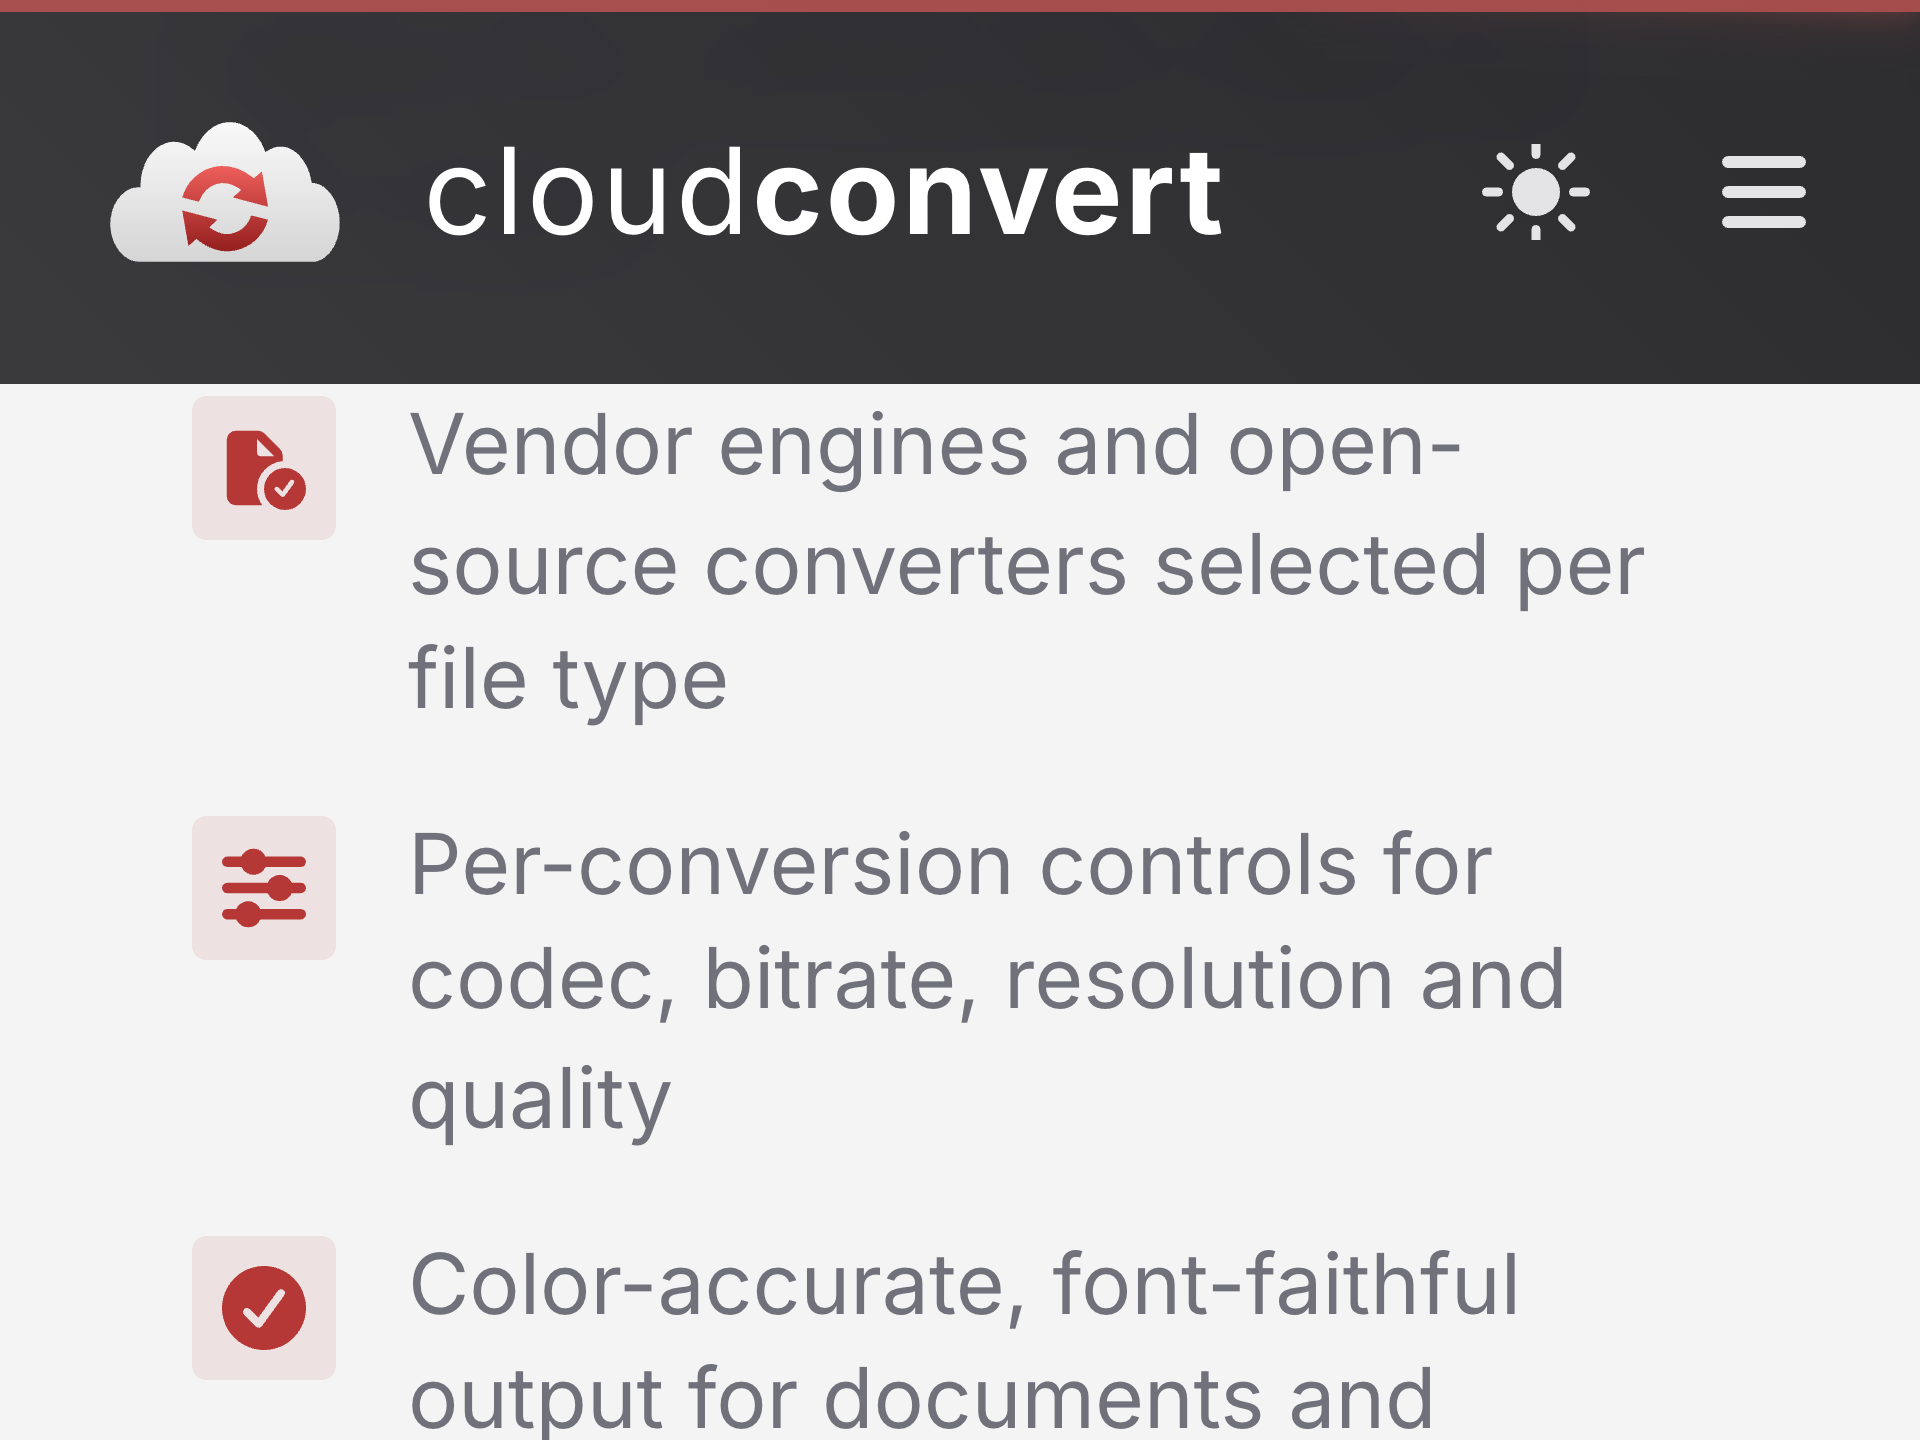 cloudconvert
Vendor engines and open-
source converters selected per
file type
Per-conversion controls for
codec, bitrate, resolution and
quality
Color-accurate, font-faithful
output for documents and